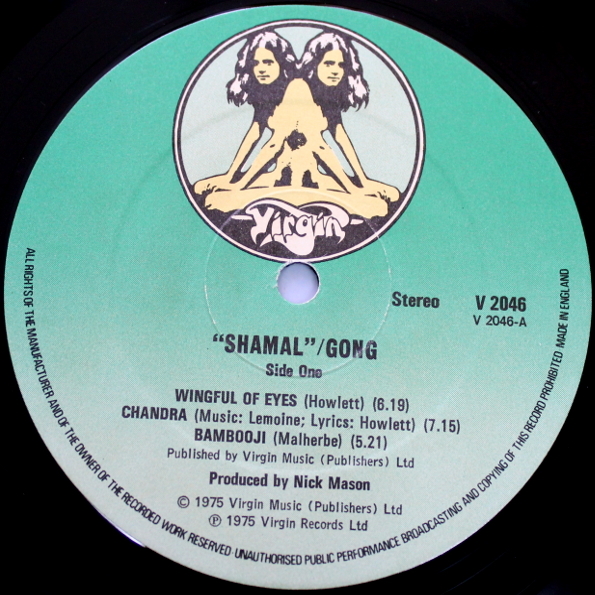 Virgin
Stereo V 2046
V 2046-A
“SHAMAL”/GONG
Side One
WINGFUL OF EYES (Howlett) (6.19)
CHANDRA (Music: Lemoine; Lyrics: Howlett) (7.15)
BAMBOOJI (Malherbe) (5.21)
Published by Virgin Music (Publishers) Ltd
Produced by Nick Mason
© 1975 Virgin Music (Publishers) Ltd
℗ 1975 Virgin Records Ltd
ALL RIGHTS OF THE MANUFACTURER AND OF THE OWNER OF THE RECORDED WORK RESERVED·UNAUTHORISED PUBLIC PERFORMANCE BROADCASTING AND COPYING OF THIS RECORD PROHIBITED MADE IN ENGLAND